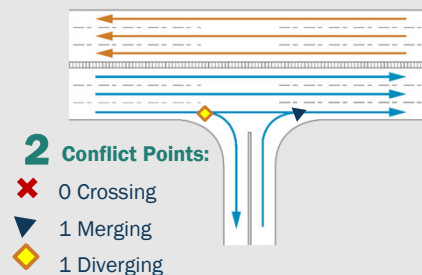 2 Conflict Points:
0 Crossing
1 Merging
1 Diverging